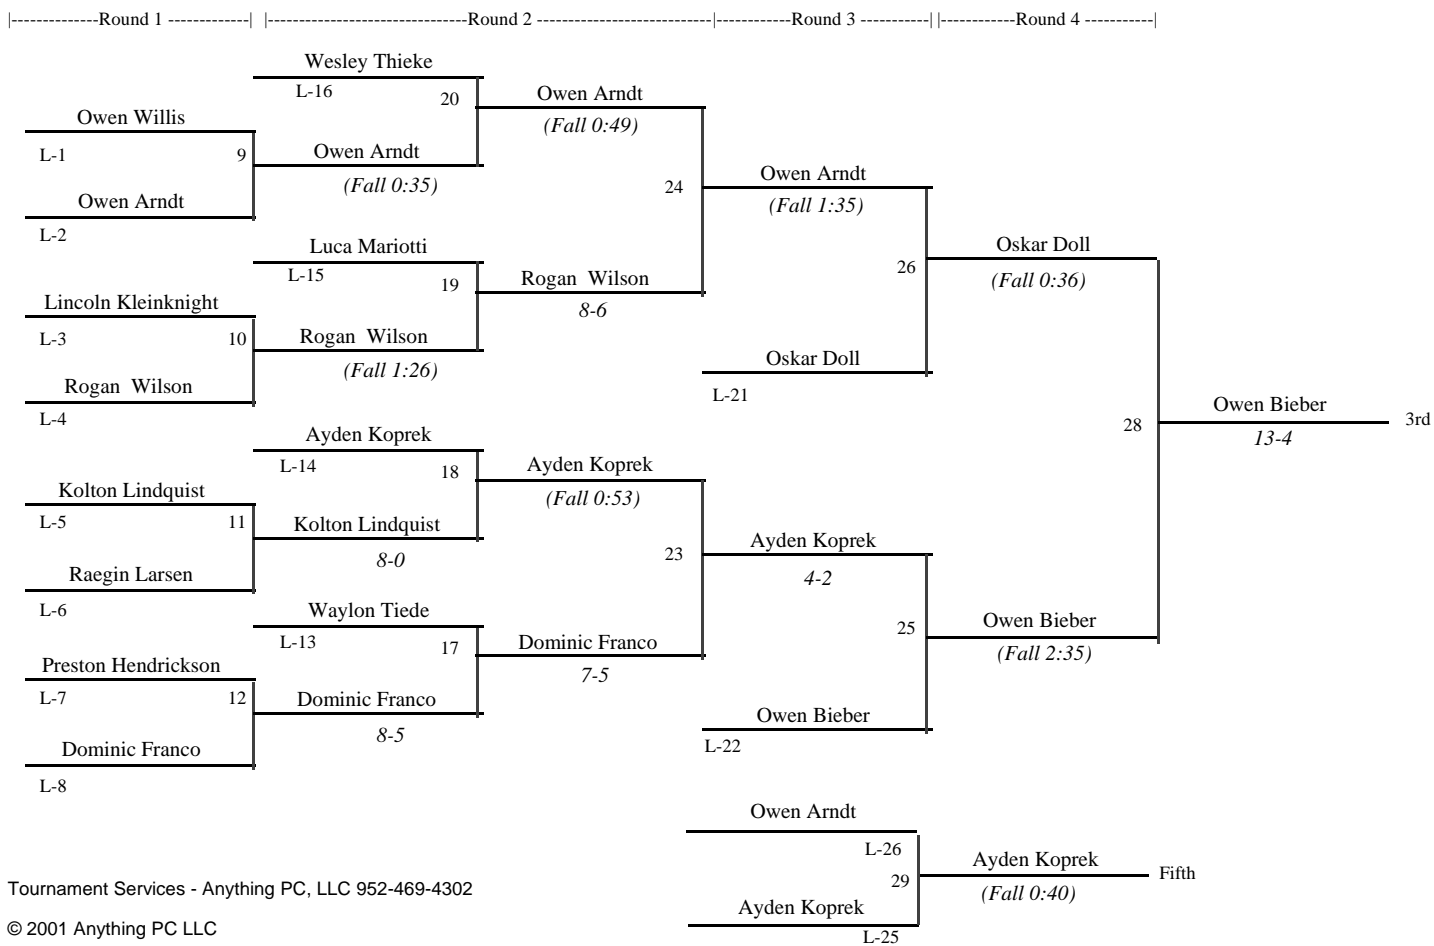 |--------------Round 1 -------------| |--------------------------------Round 2 ----------------------------|------------Round 3 -----------| |------------Round 4 -----------|
Wesley Thieke
L-16
20
Owen Arndt
(Fall 0:49)
Owen Willis
L-1
9
Owen Arndt
(Fall 0:35)
Owen Arndt
L-2
24
Owen Arndt
(Fall 1:35)
Luca Mariotti
L-15
19
Rogan  Wilson
8-6
Lincoln Kleinknight
L-3
10
Rogan  Wilson
(Fall 1:26)
Rogan  Wilson
L-4
26
Oskar Doll
(Fall 0:36)
Oskar Doll
L-21
28
Owen Bieber
13-4
3rd
Ayden Koprek
L-14
18
Ayden Koprek
(Fall 0:53)
Kolton Lindquist
L-5
11
Kolton Lindquist
8-0
Raegin Larsen
L-6
23
Ayden Koprek
4-2
Waylon Tiede
L-13
17
Dominic Franco
7-5
Preston Hendrickson
L-7
12
Dominic Franco
8-5
Dominic Franco
L-8
25
Owen Bieber
(Fall 2:35)
Owen Bieber
L-22
Owen Arndt
L-26
29
Ayden Koprek
(Fall 0:40)
Fifth
Ayden Koprek
L-25
Tournament Services - Anything PC, LLC 952-469-4302
© 2001 Anything PC LLC